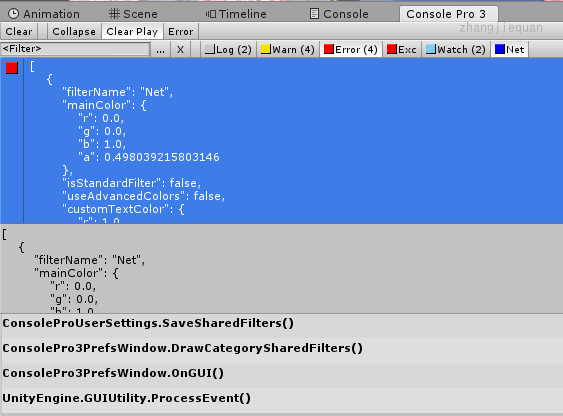 Animation Scene Timeline Console Console Pro 3
zhangjiequan
Clear Collapse Clear Play Error
<Filter> ... X Log (2) Warn (4) Error (4) Exc Watch (2) Net
[
{
"filterName": "Net",
"mainColor": {
"r": 0.0,
"g": 0.0,
"b": 1.0,
"a": 0.498039215803146
},
"isStandardFilter": false,
"useAdvancedColors": false,
"customTextColor": {
"r": 1.0
[
{
"filterName": "Net",
"mainColor": {
"r": 0.0,
"g": 0.0,
"b": 1.0
ConsoleProUserSettings.SaveSharedFilters()
ConsolePro3PrefsWindow.DrawCategorySharedFilters()
ConsolePro3PrefsWindow.OnGUI()
UnityEngine.GUIUtility.ProcessEvent()